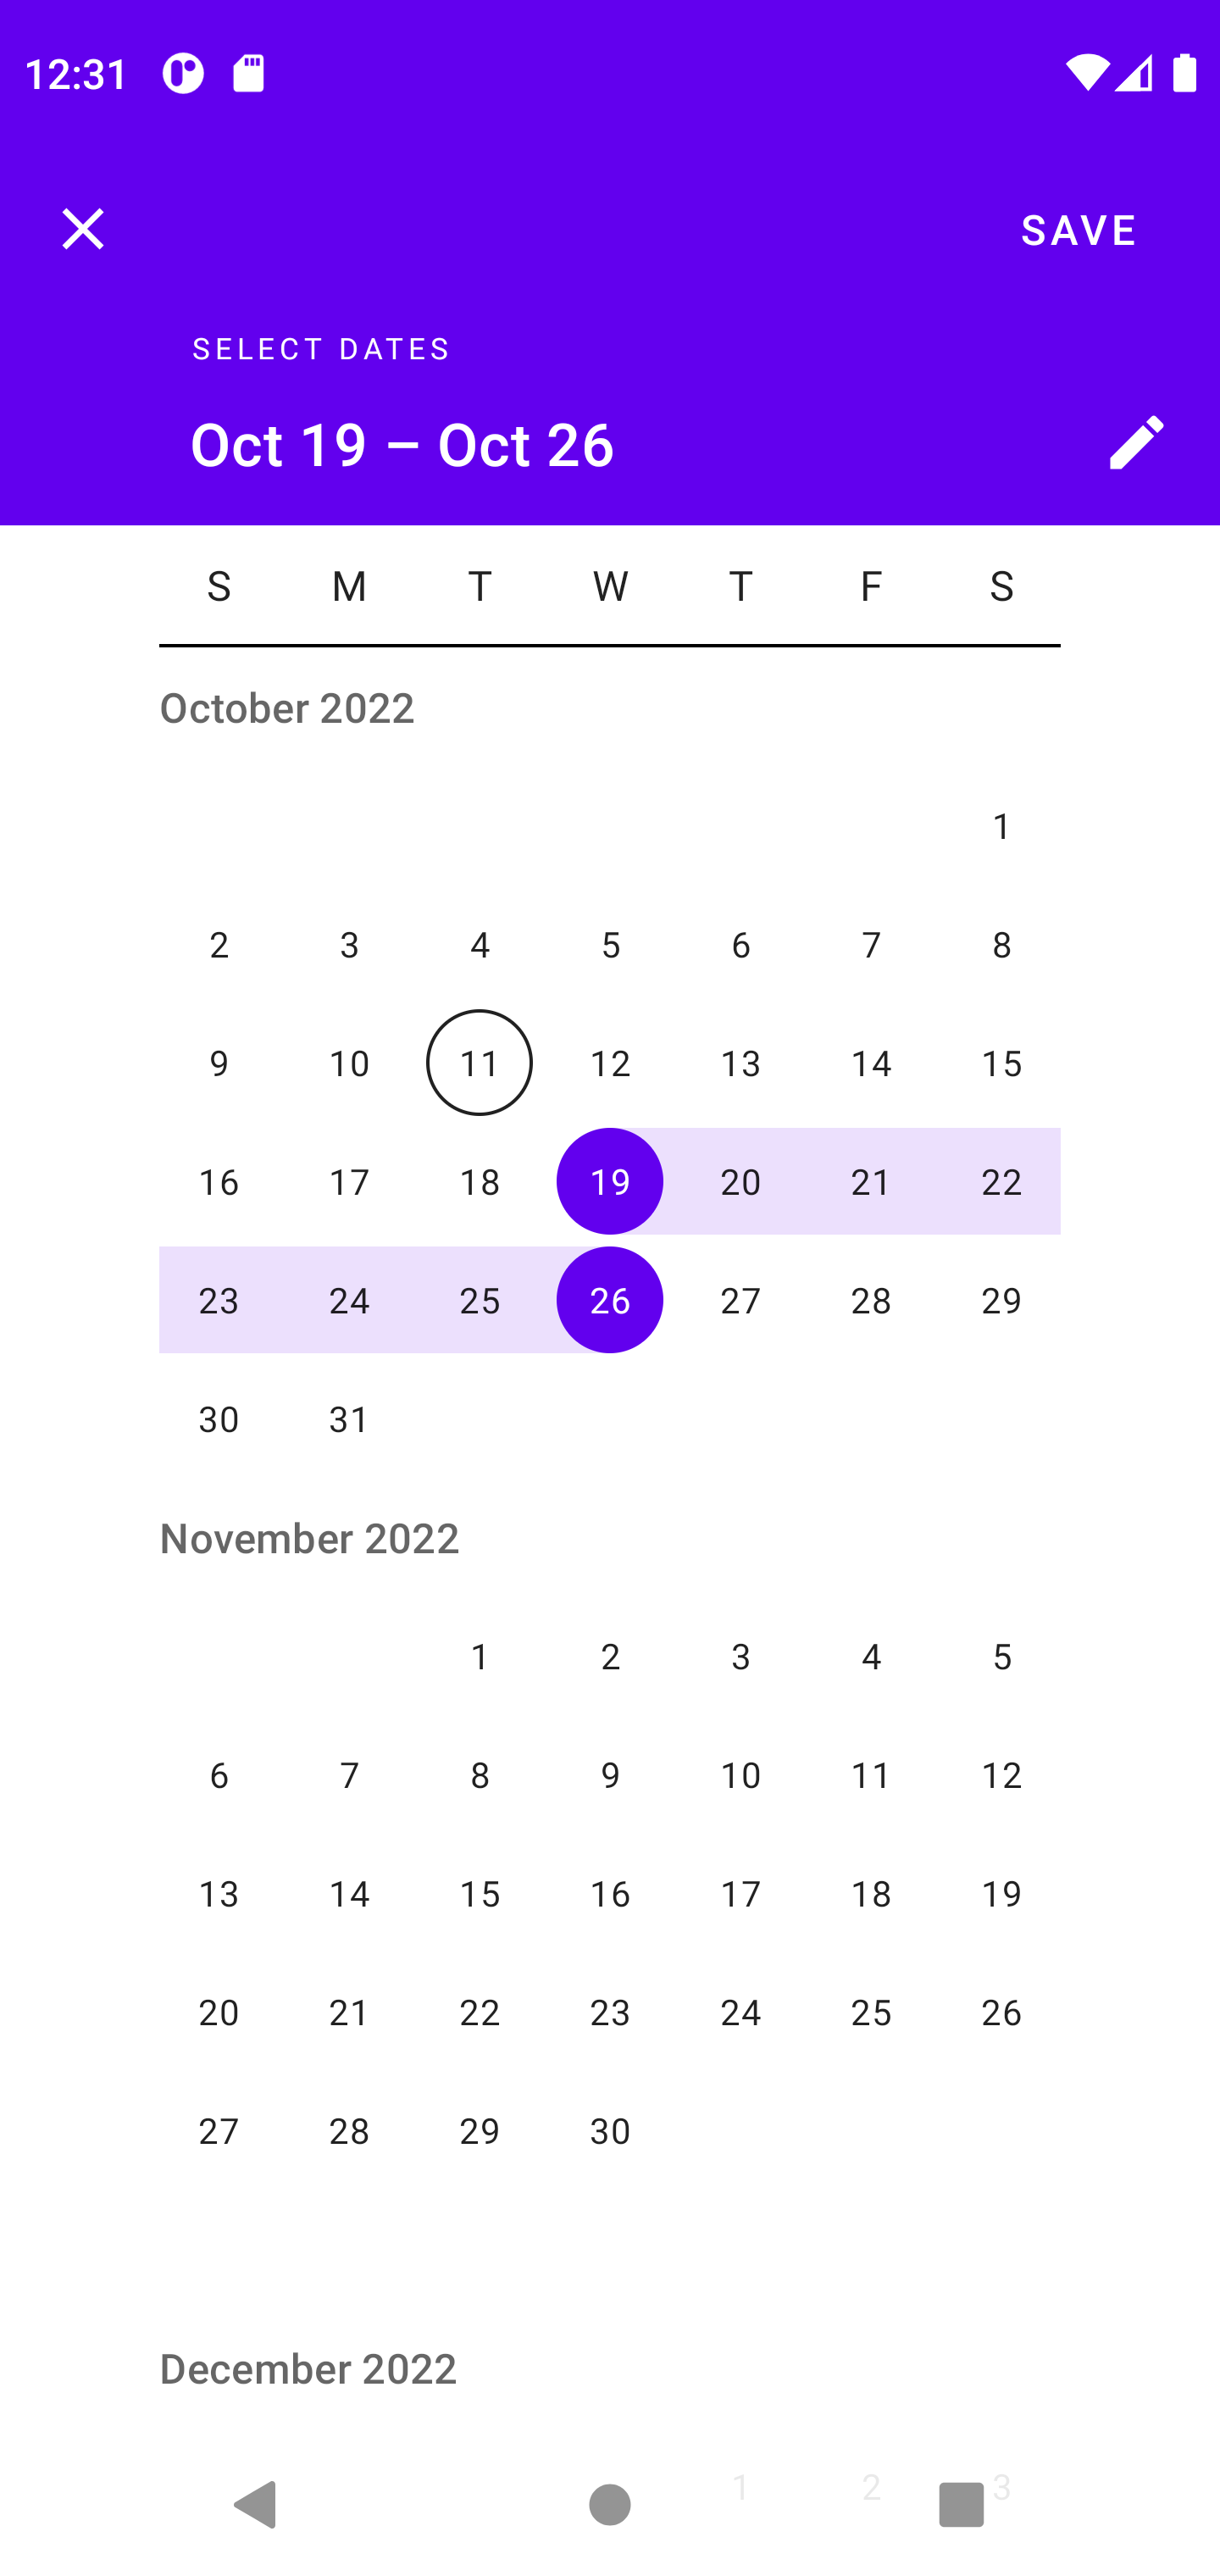 12:31
SAVE
SELECT DATES
Oct 19 – Oct 26
S M T W T F S
October 2022
1
2 3 4 5 6 7 8
9 10 11 12 13 14 15
16 17 18 19 20 21 22
23 24 25 26 27 28 29
30 31
November 2022
1 2 3 4 5
6 7 8 9 10 11 12
13 14 15 16 17 18 19
20 21 22 23 24 25 26
27 28 29 30
December 2022
1 2 3